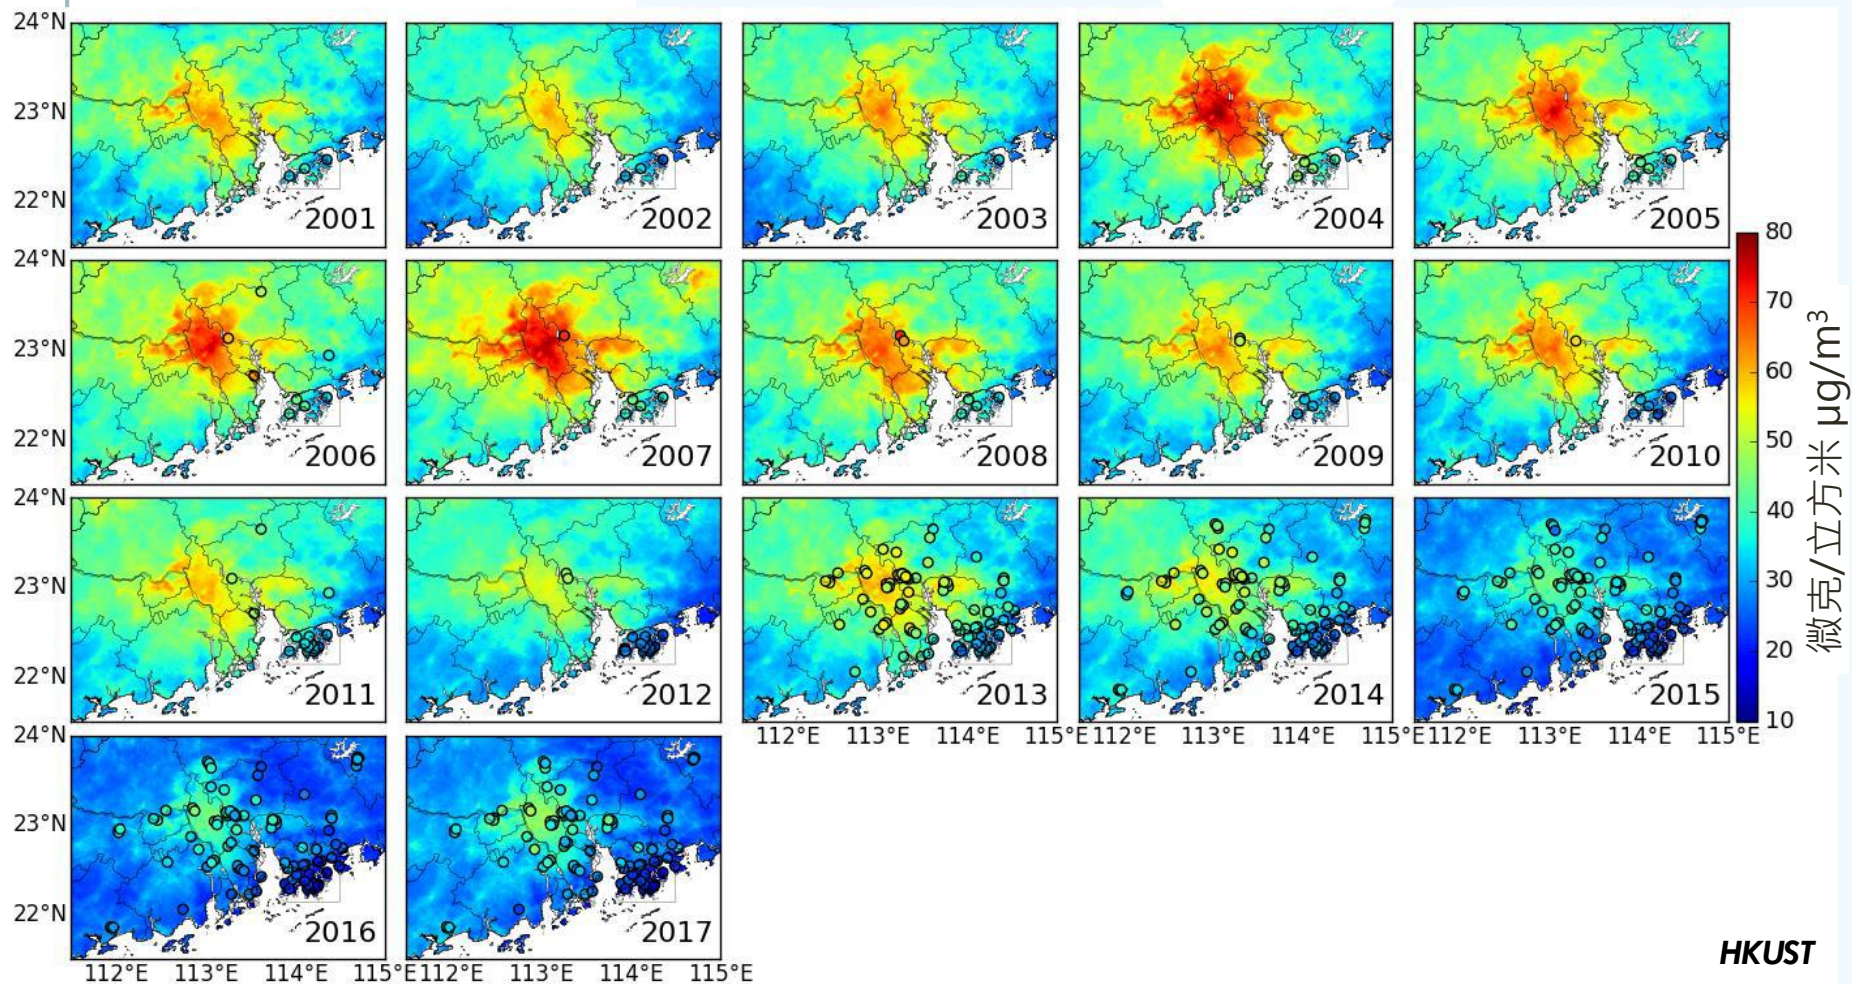 24°N
23°N
22°N
2001
2002
2003
2004
2005
24°N
23°N
22°N
2006
2007
2008
2009
2010
24°N
23°N
22°N
2011
2012
2013
2014
2015
112°E 113°E 114°E 115°E
112°E 113°E 114°E 115°E
112°E 113°E 114°E 115°E
24°N
23°N
22°N
2016
2017
112°E 113°E 114°E 115°E
112°E 113°E 114°E 115°E
80
70
60
50
40
30
20
10
微克/立方米 μg/m³
HKUST